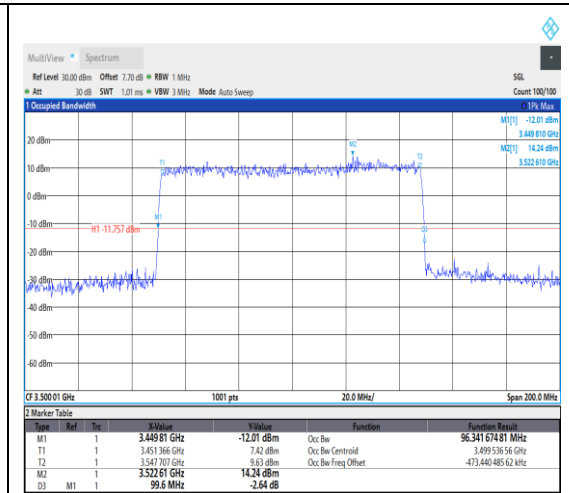 MultiView Spectrum
Ref Level 30.00 dBm Offset 7.70 dB RBW 1 MHz SGL
Att 30 dB SWT 1.01 ms VBW 3 MHz Mode Auto Sweep Count 100/100
1 Occupied Bandwidth 1Pk Max
M1[1] -12.01 dBm
3.449 810 GHz
M2[1] 14.24 dBm
3.522 610 GHz
20 dBm
M2
T1
T2
10 dBm
0 dBm
M1
-10 dBm
H1 -11.757 dBm
D3
-20 dBm
-30 dBm
-40 dBm
-50 dBm
-60 dBm
CF 3.500 01 GHz 1001 pts 20.0 MHz/ Span 200.0 MHz
2 Marker Table
Type Ref Trc X-Value Y-Value Function Function Result
M1 1 3.449 81 GHz -12.01 dBm Occ Bw 96.341 674 81 MHz
T1 1 3.451 366 GHz 7.42 dBm Occ Bw Centroid 3.499 536 56 GHz
T2 1 3.547 707 GHz 9.63 dBm Occ Bw Freq Offset -473.440 485 62 kHz
M2 1 3.522 61 GHz 14.24 dBm
D3 M1 1 99.6 MHz -2.64 dB